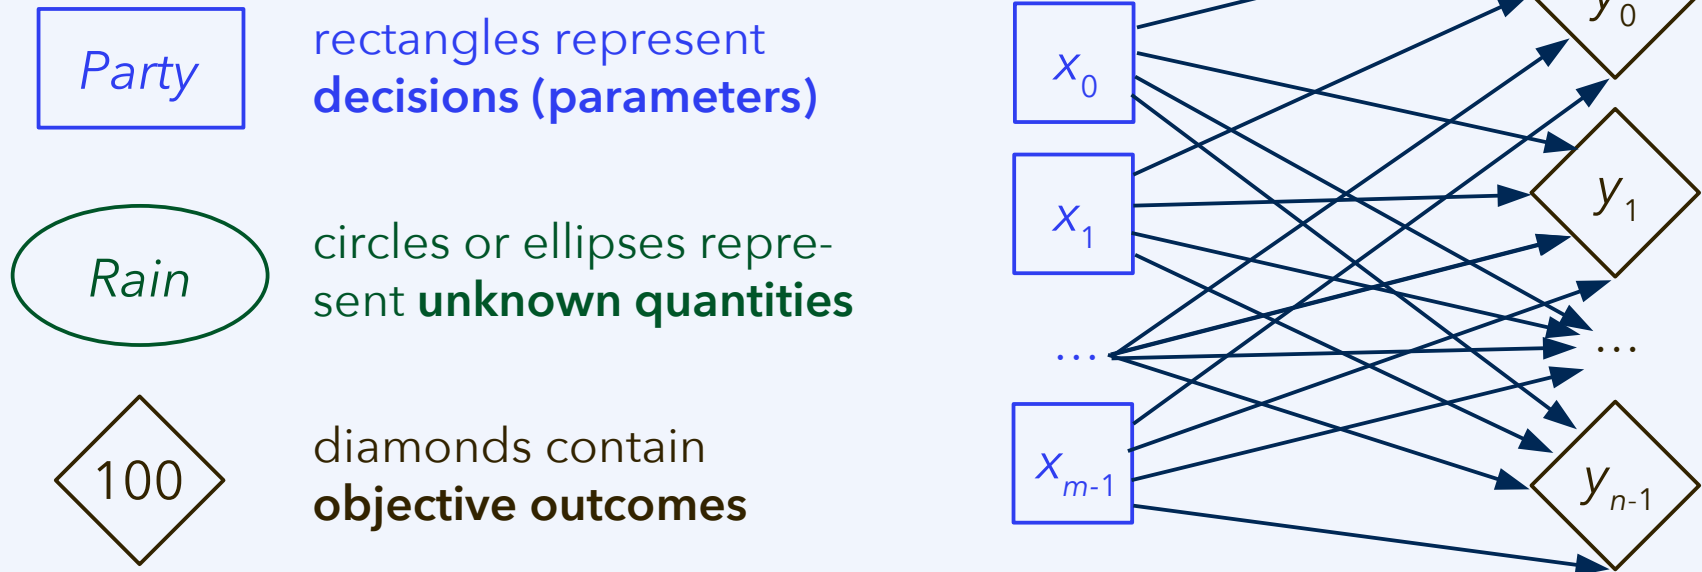 Party
rectangles represent
decisions (parameters)
Rain
circles or ellipses repre-
sent unknown quantities
100
diamonds contain
objective outcomes
x0
x1
...
xm-1
y0
y1
...
yn-1